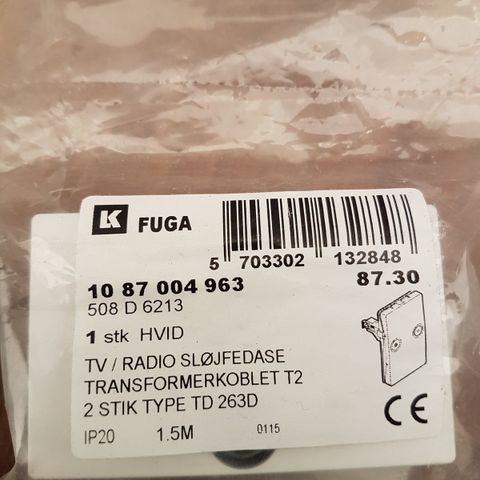 LK FUGA
5 703302 132848
10 87 004 963 87.30
508 D 6213
1 stk HVID
TV / RADIO SLØJFEDASE
TRANSFORMERKOBLET T2
2 STIK TYPE TD 263D
IP20 1.5M 0115
CE